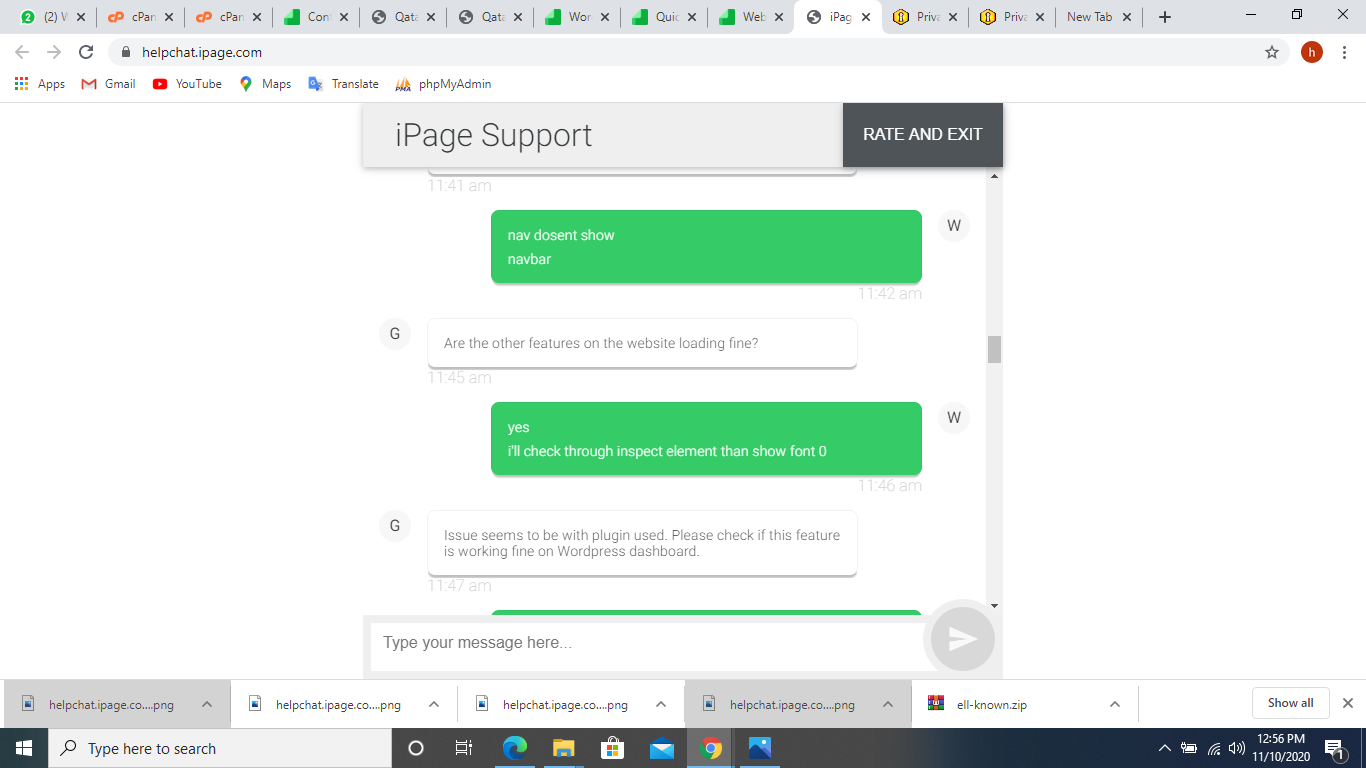 (2) W
cPan
cPan
Con
Qata
Qata
Wor
Quic
Web
iPag
Priva
Priva
New Tab
helpchat.ipage.com
h
Apps
Gmail
YouTube
Maps
Translate
phpMyAdmin
iPage Support
RATE AND EXIT
11:41 am
nav dosent show
navbar
W
11:42 am
G
Are the other features on the website loading fine?
11:45 am
yes
i'll check through inspect element than show font 0
W
11:46 am
G
Issue seems to be with plugin used. Please check if this feature
is working fine on Wordpress dashboard.
11:47 am
Type your message here...
helpchat.ipage.co....png
helpchat.ipage.co....png
helpchat.ipage.co....png
helpchat.ipage.co....png
ell-known.zip
Show all
Type here to search
12:56 PM
11/10/2020
1